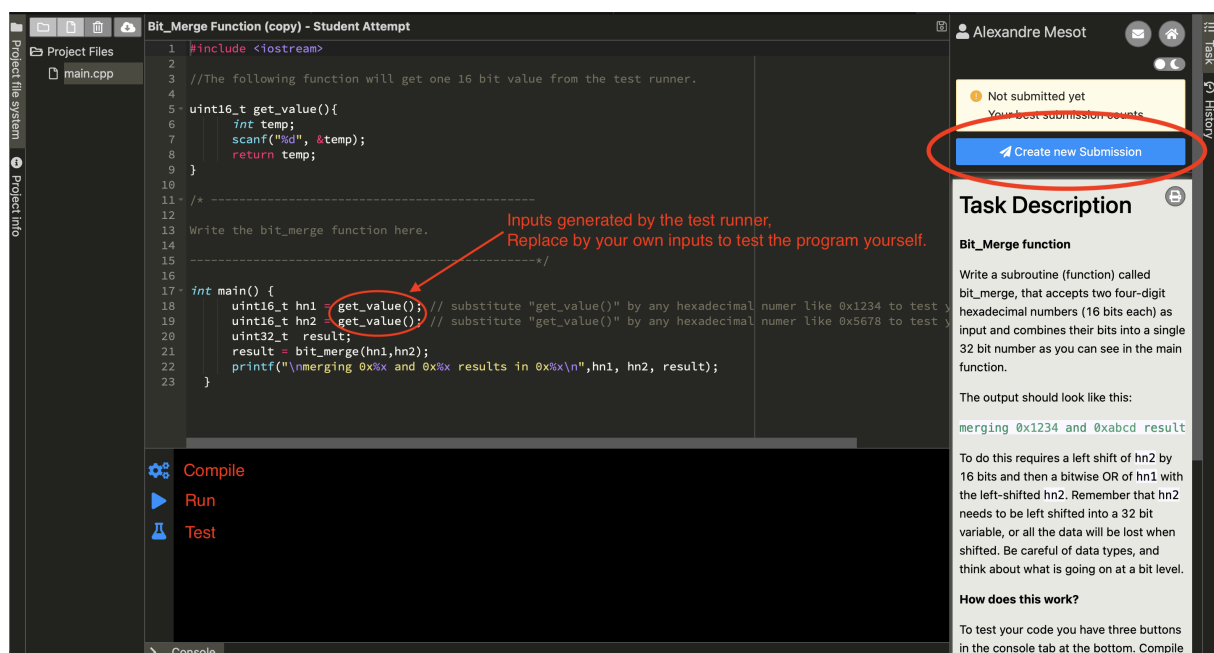 Bit_Merge Function (copy) - Student Attempt
Project file system
Project info
Project Files
main.cpp
1 #include <iostream>
2
3 //The following function will get one 16 bit value from the test runner.
4
5 uint16_t get_value(){
6 int temp;
7 scanf("%d", &temp);
8 return temp;
9 }
10
11 /* ----------------------------------------------
12
13 Write the bit_merge function here.
14
15 -------------------------------------------------*/
16
17 int main() {
18 uint16_t hn1 = get_value(); // substitute "get_value()" by any hexadecimal numer like 0x1234 to test
19 uint16_t hn2 = get_value(); // substitute "get_value()" by any hexadecimal numer like 0x5678 to test
20 uint32_t result;
21 result = bit_merge(hn1,hn2);
22 printf("\nmerging 0x%x and 0x%x results in 0x%x\n",hn1, hn2, result);
23 }
Inputs generated by the test runner,
Replace by your own inputs to test the program yourself.
Compile
Run
Test
Console
Alexandre Mesot
Not submitted yet
Your best submission counts
Create new Submission
Task Description
Bit_Merge function
Write a subroutine (function) called
bit_merge, that accepts two four-digit
hexadecimal numbers (16 bits each) as
input and combines their bits into a single
32 bit number as you can see in the main
function.
The output should look like this:
merging 0x1234 and 0xabcd result
To do this requires a left shift of hn2 by
16 bits and then a bitwise OR of hn1 with
the left-shifted hn2. Remember that hn2
needs to be left shifted into a 32 bit
variable, or all the data will be lost when
shifted. Be careful of data types, and
think about what is going on at a bit level.
How does this work?
To test your code you have three buttons
in the console tab at the bottom. Compile
Task
History